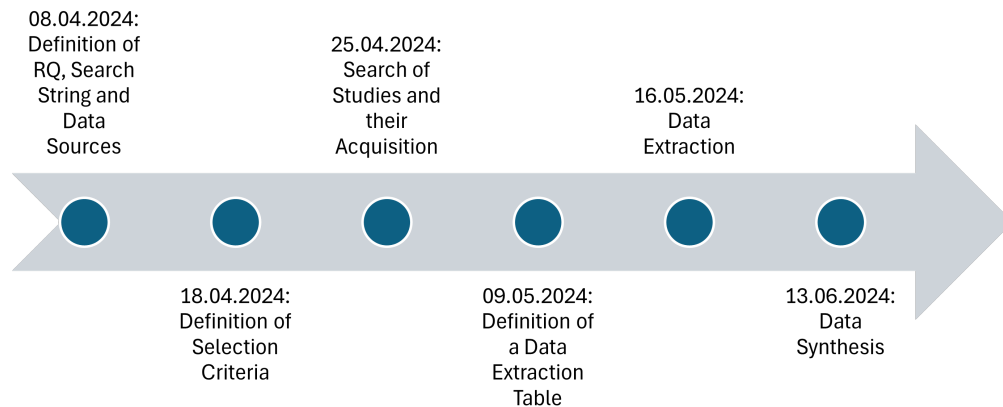 08.04.2024:
Definition of
RQ, Search
String and
Data
Sources
18.04.2024:
Definition of
Selection
Criteria
25.04.2024:
Search of
Studies and
their
Acquisition
09.05.2024:
Definition of
a Data
Extraction
Table
16.05.2024:
Data
Extraction
13.06.2024:
Data
Synthesis